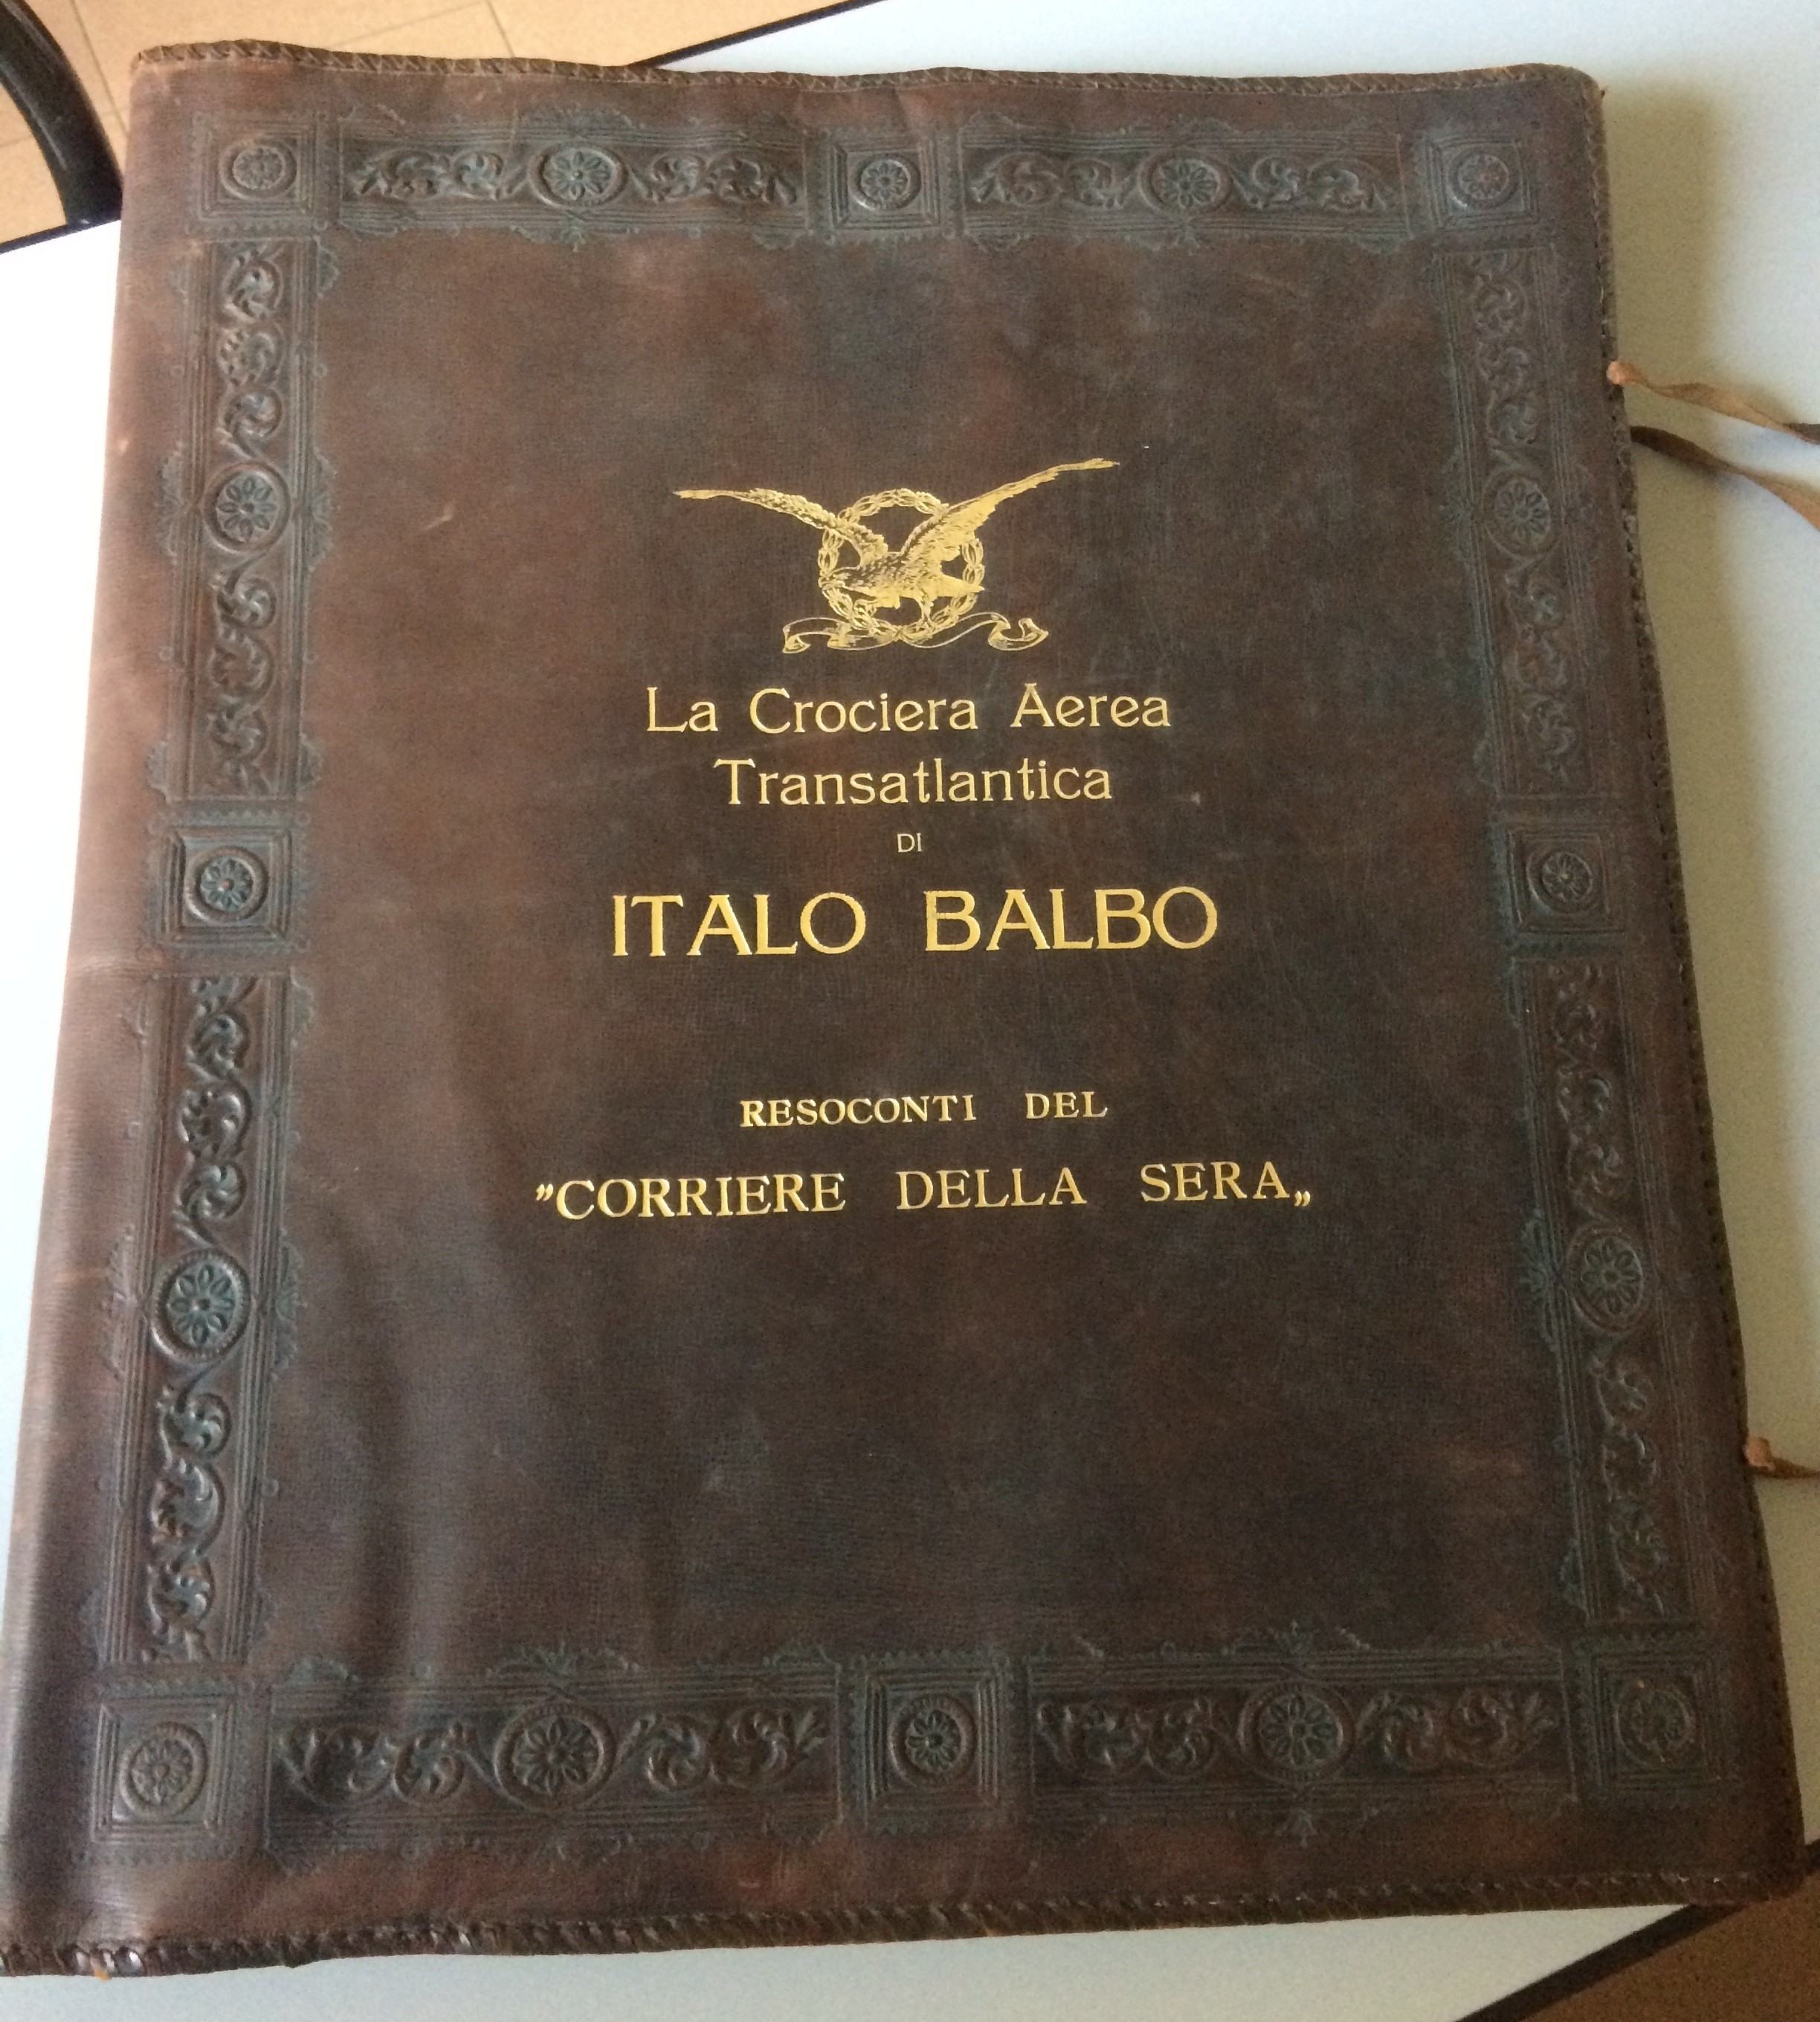 La Crociera Aerea
Transatlantica
DI
ITALO BALBO
RESOCONTI DEL
"CORRIERE DELLA SERA„